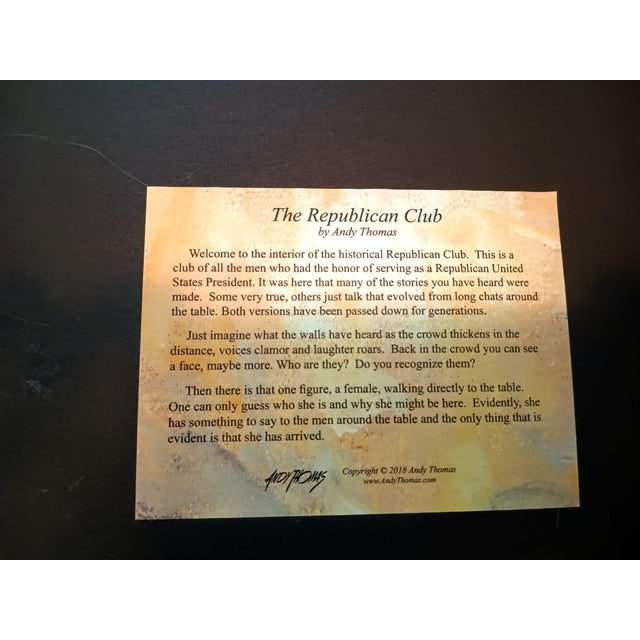 The Republican Club
by Andy Thomas
Welcome to the interior of the historical Republican Club. This is a
club of all the men who had the honor of serving as a Republican United
States President. It was here that many of the stories you have heard were
made. Some very true, others just talk that evolved from long chats around
the table. Both versions have been passed down for generations.
Just imagine what the walls have heard as the crowd thickens in the
distance, voices clamor and laughter roars. Back in the crowd you can see
a face, maybe more. Who are they? Do you recognize them?
Then there is that one figure, a female, walking directly to the table.
One can only guess who she is and why she might be here. Evidently, she
has something to say to the men around the table and the only thing that is
evident is that she has arrived.
ANDY THOMAS
Copyright © 2018 Andy Thomas
www.AndyThomas.com